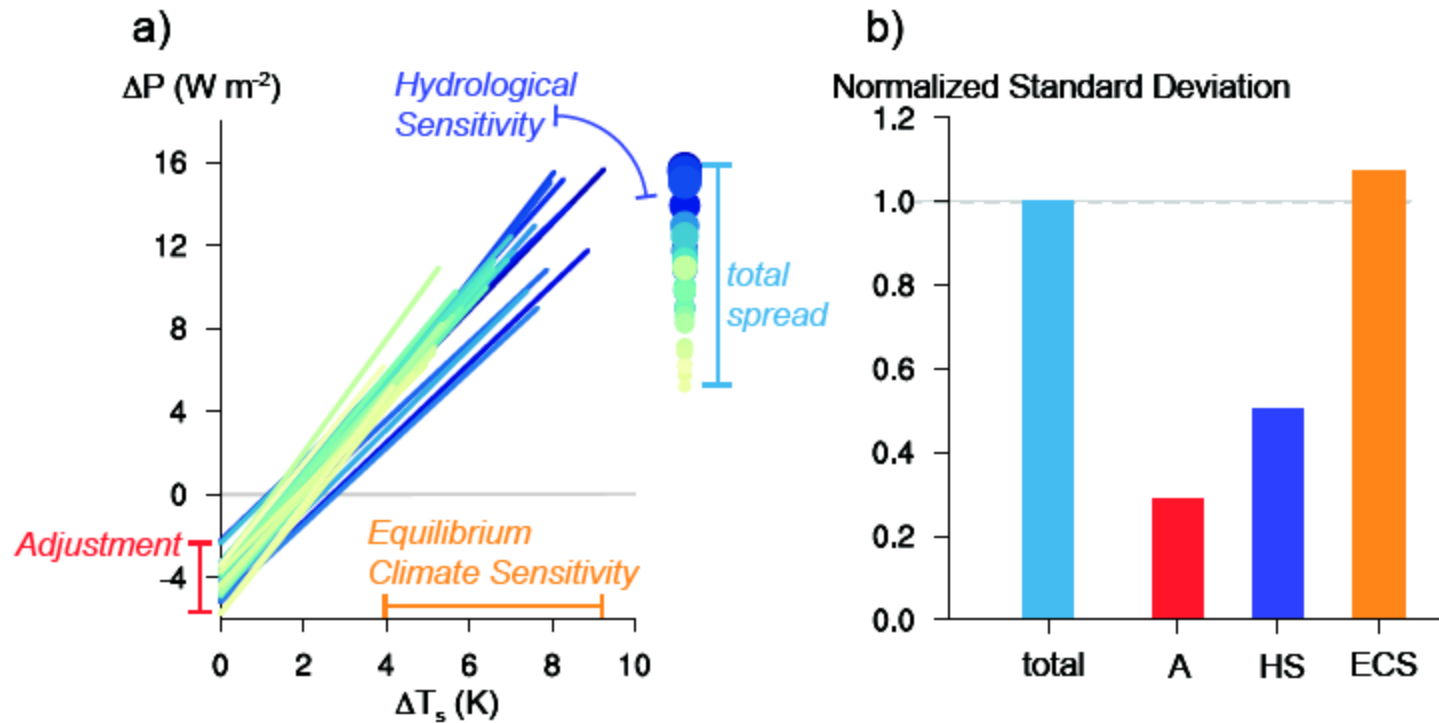 a)
ΔP (W m⁻²)
Hydrological
Sensitivity
16
12
8
4
0
-4
total
spread
Adjustment
Equilibrium
Climate Sensitivity
0 2 4 6 8 10
ΔTₛ (K)
b)
Normalized Standard Deviation
1.2
1.0
0.8
0.6
0.4
0.2
0.0
total A HS ECS